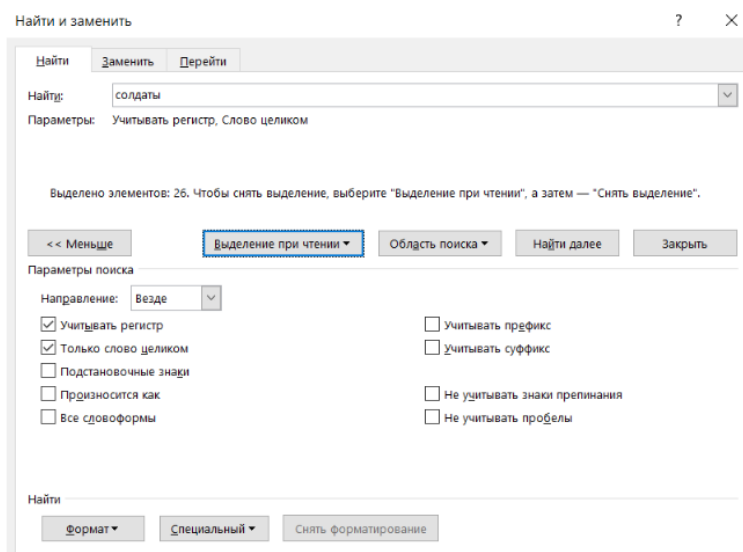 Найти и заменить ? ×
Найти Заменить Перейти
Найти: солдаты
Параметры: Учитывать регистр, Слово целиком
Выделено элементов: 26. Чтобы снять выделение, выберите "Выделение при чтении", а затем — "Снять выделение".
<< Меньше Выделение при чтении Область поиска Найти далее Закрыть
Параметры поиска
Направление: Везде
Учитывать регистр Учитывать префикс
Только слово целиком Учитывать суффикс
Подстановочные знаки
Произносится как Не учитывать знаки препинания
Все словоформы Не учитывать пробелы
Найти
Формат Специальный Снять форматирование